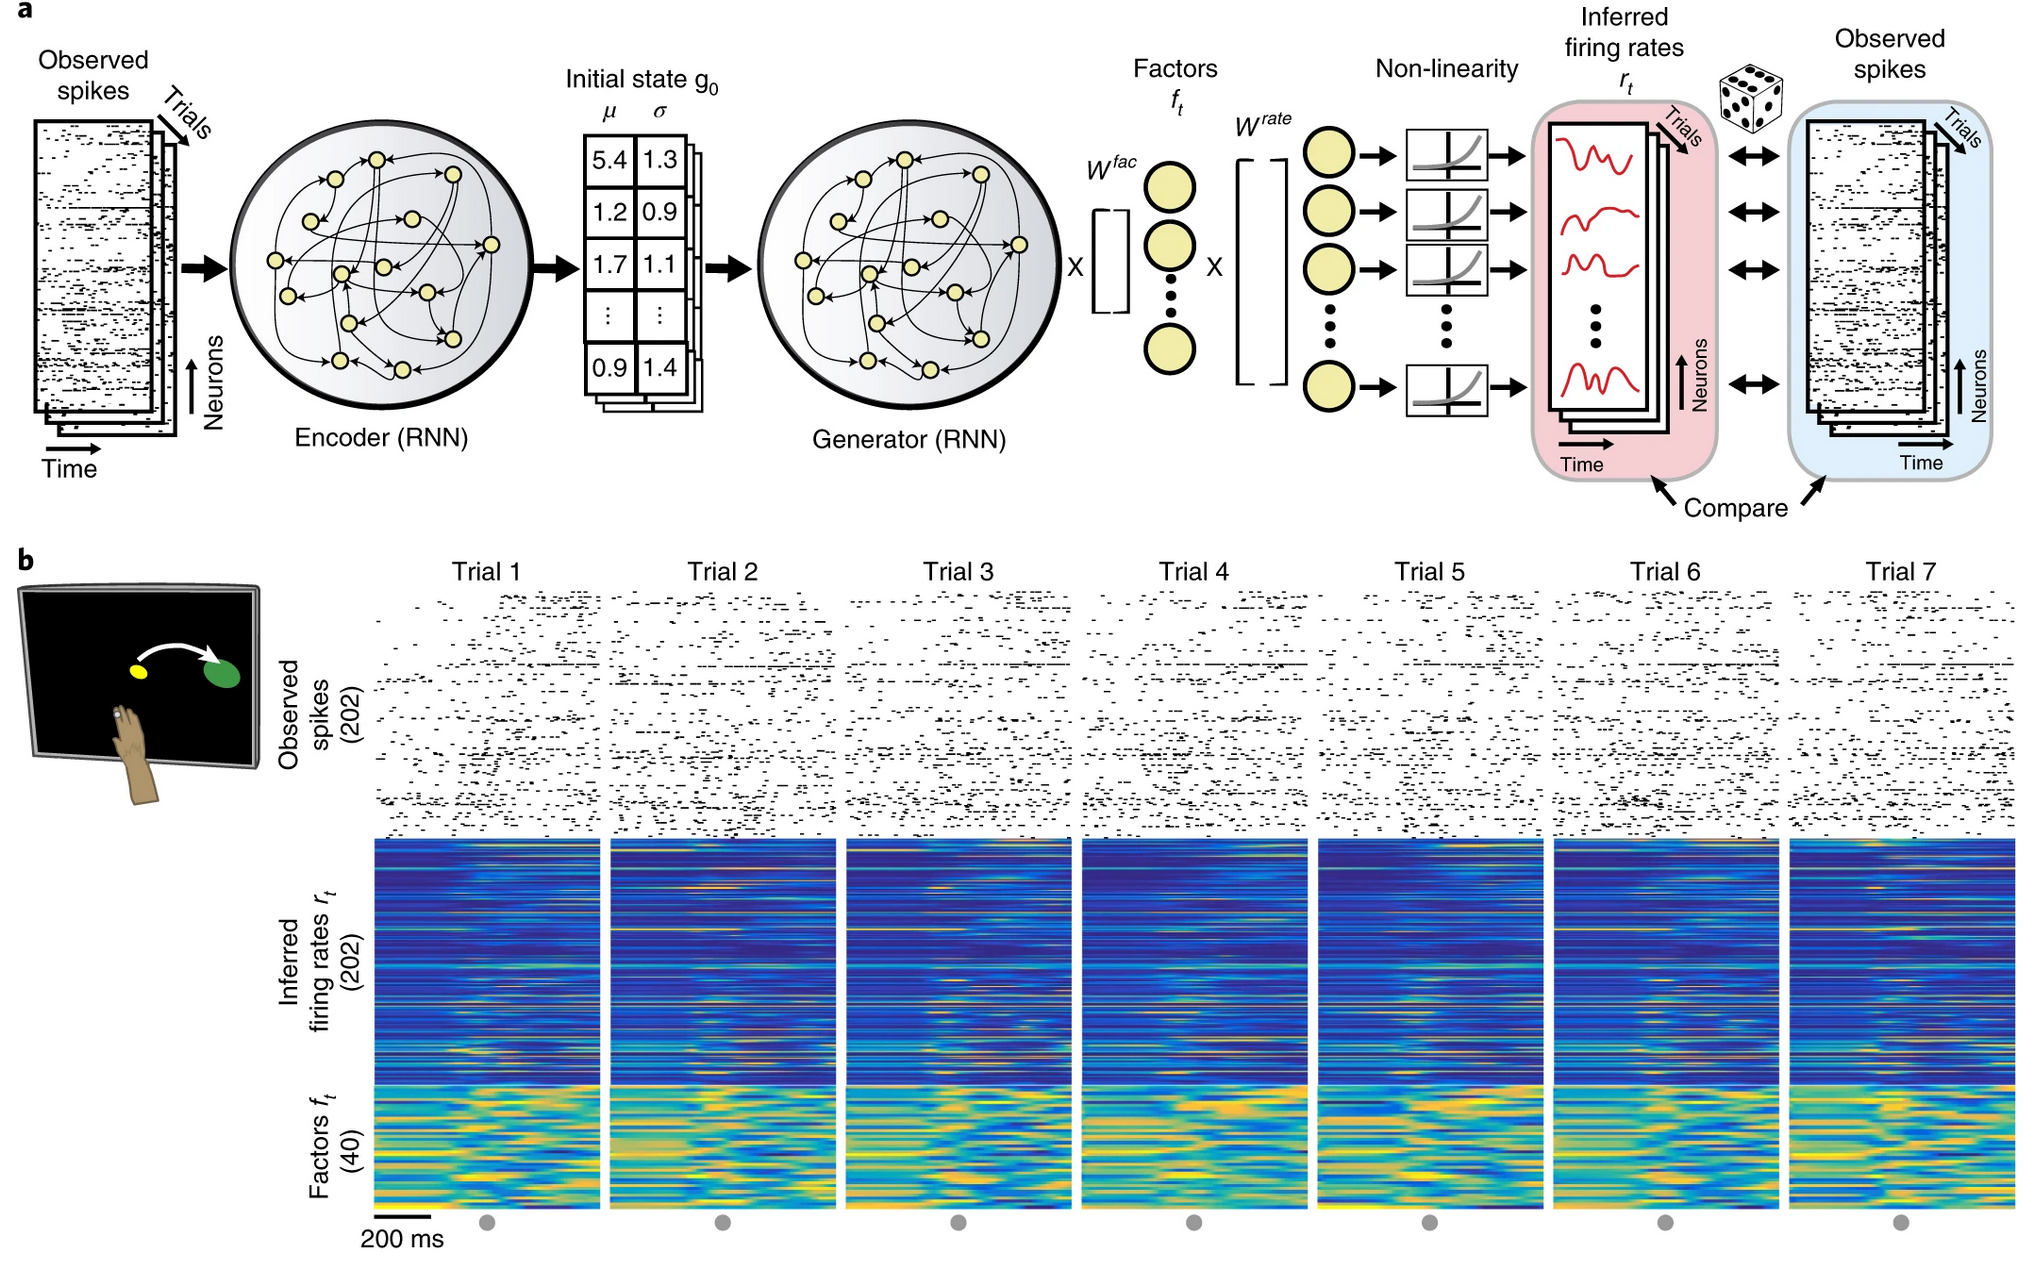 a
Observed
spikes
Trials
Neurons
Time
Encoder (RNN)
Initial state g0
μ σ
5.4 1.3
1.2 0.9
1.7 1.1
⋮ ⋮
0.9 1.4
Generator (RNN)
X
W^fac
Factors
f_t
X
W^rate
Non-linearity
Inferred
firing rates
r_t
Trials
Neurons
Time
Observed
spikes
Trials
Neurons
Time
Compare
b
Trial 1 Trial 2 Trial 3 Trial 4 Trial 5 Trial 6 Trial 7
Observed
spikes
(202)
Inferred
firing rates r_t
(202)
Factors f_t
(40)
200 ms